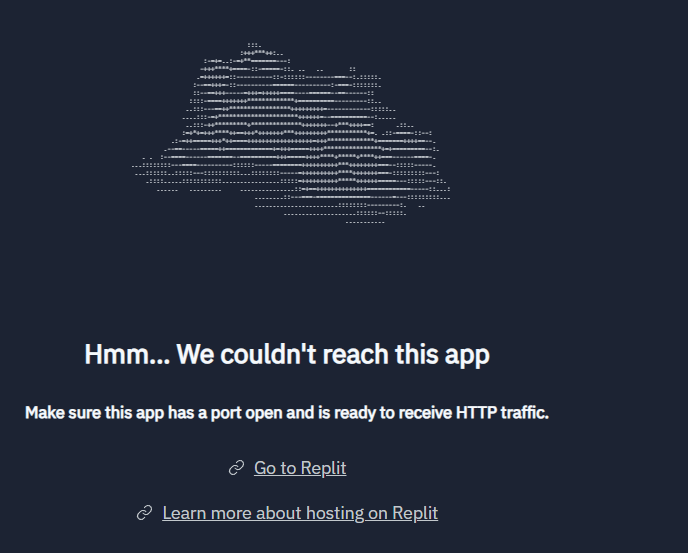 Hmm... We couldn't reach this app
Make sure this app has a port open and is ready to receive HTTP traffic.
Go to Replit
Learn more about hosting on Replit